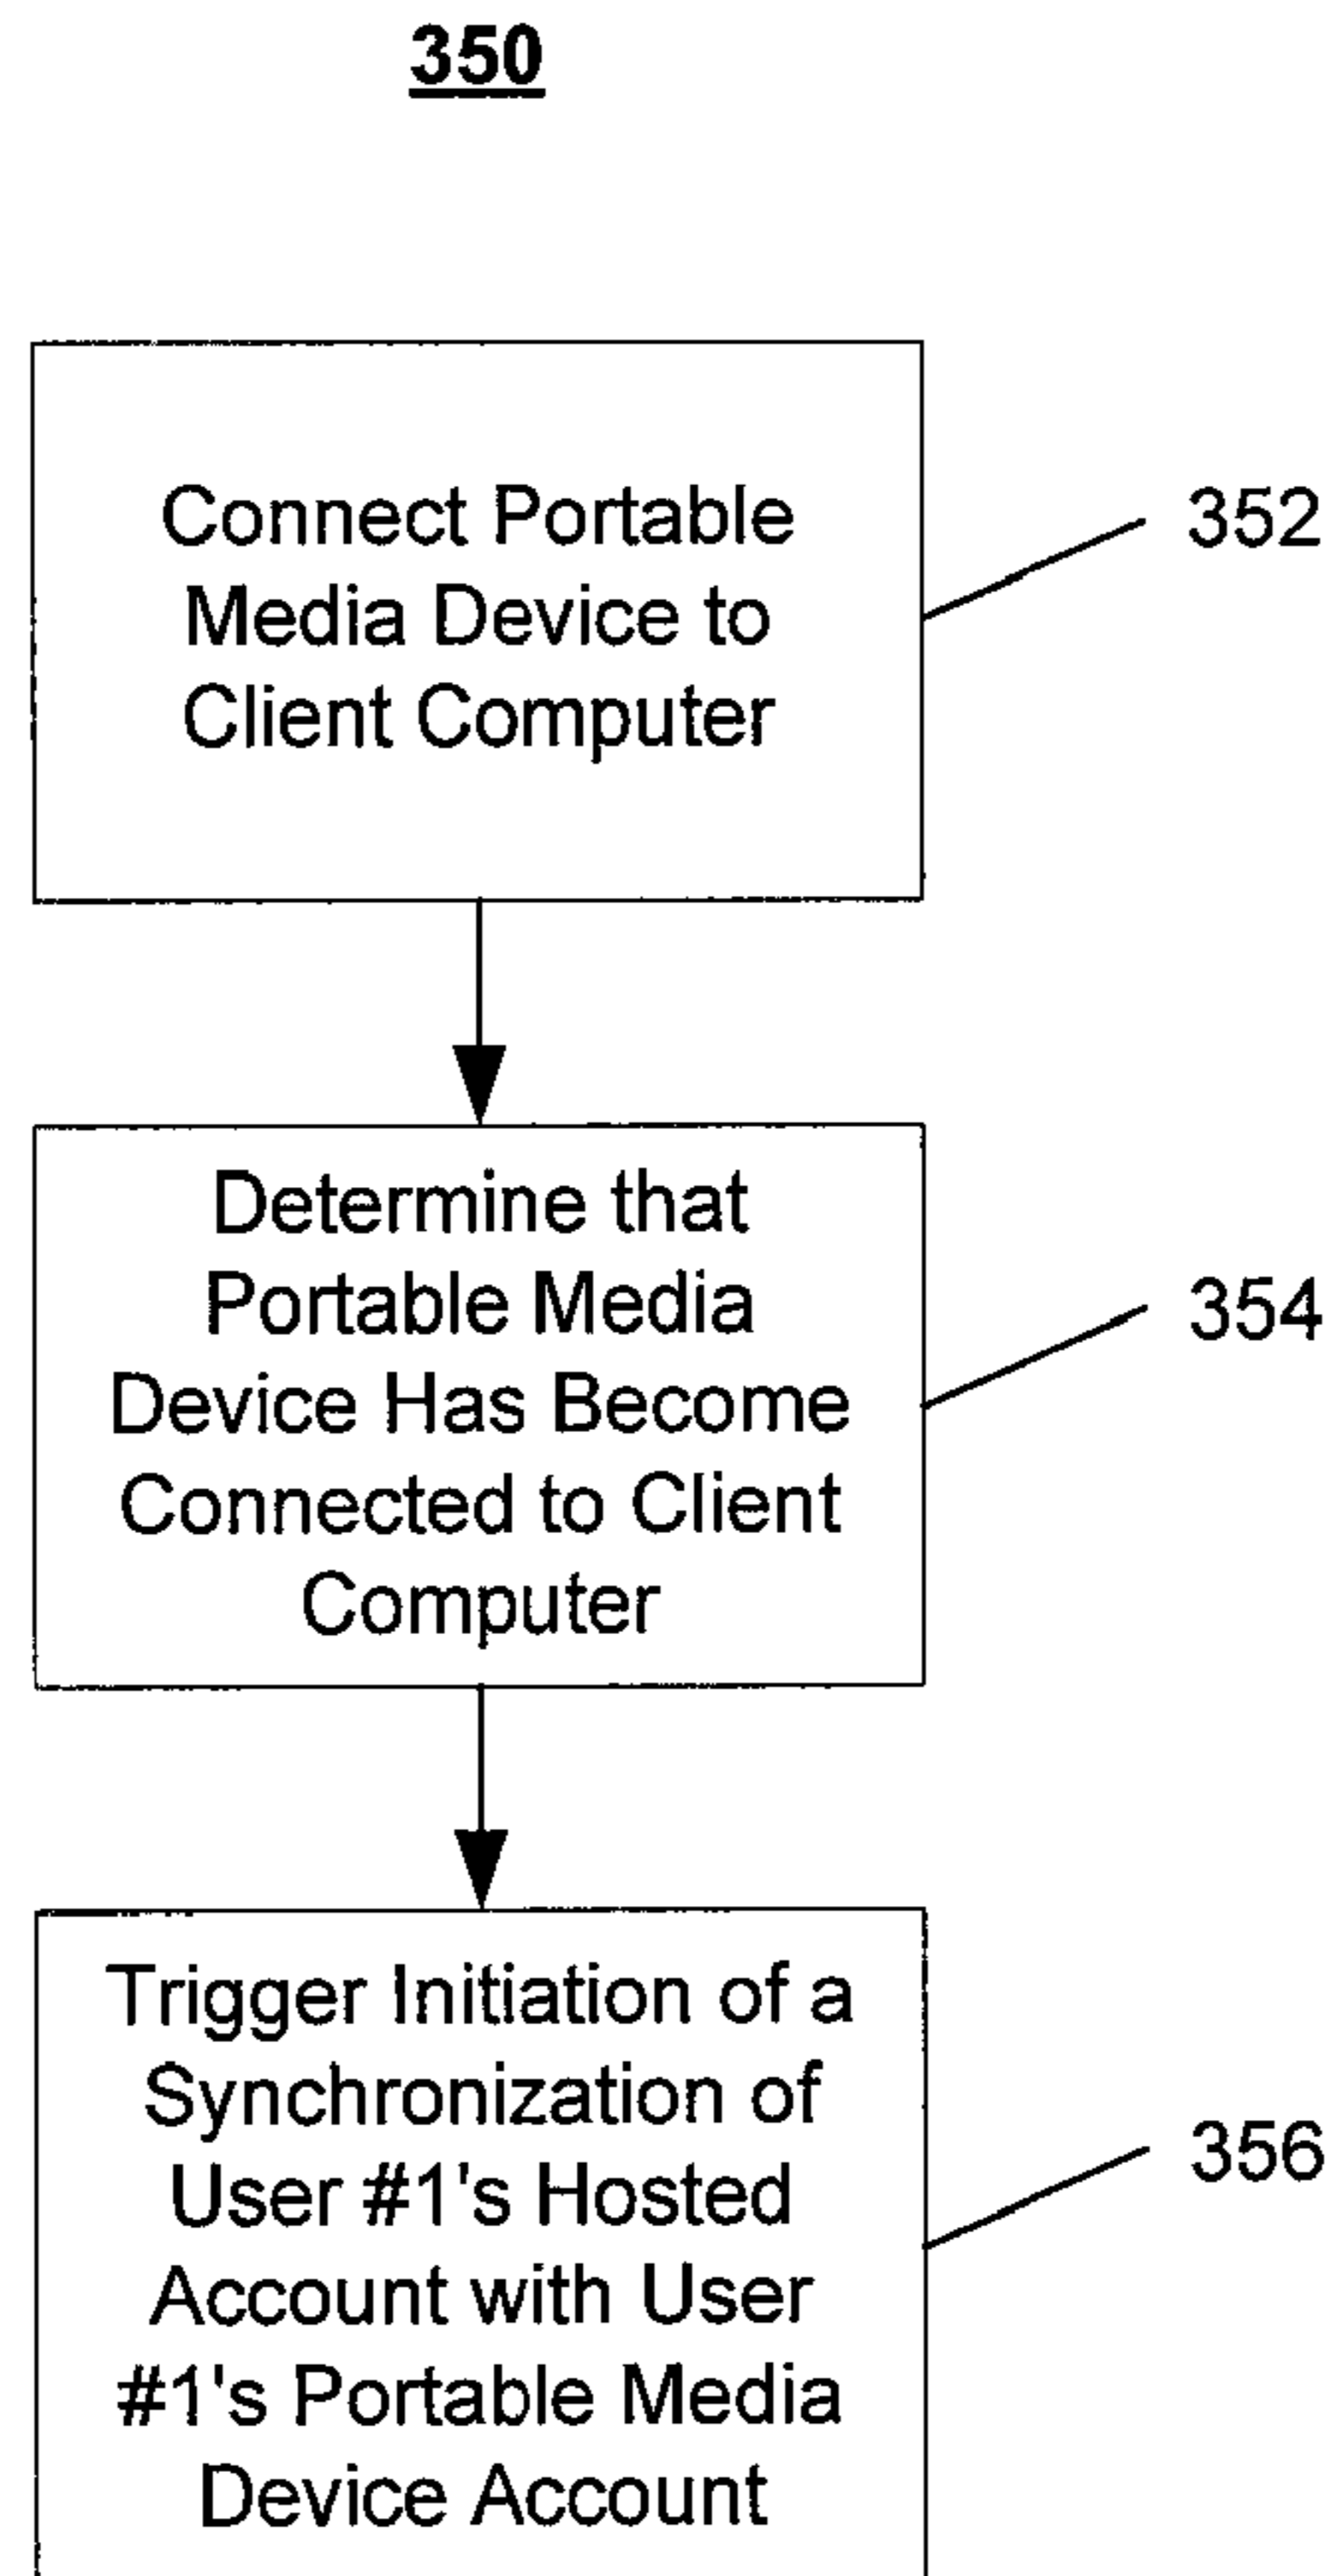 350
Connect Portable
Media Device to
Client Computer
352
Determine that
Portable Media
Device Has Become
Connected to Client
Computer
354
Trigger Initiation of a
Synchronization of
User #1's Hosted
Account with User
#1's Portable Media
Device Account
356